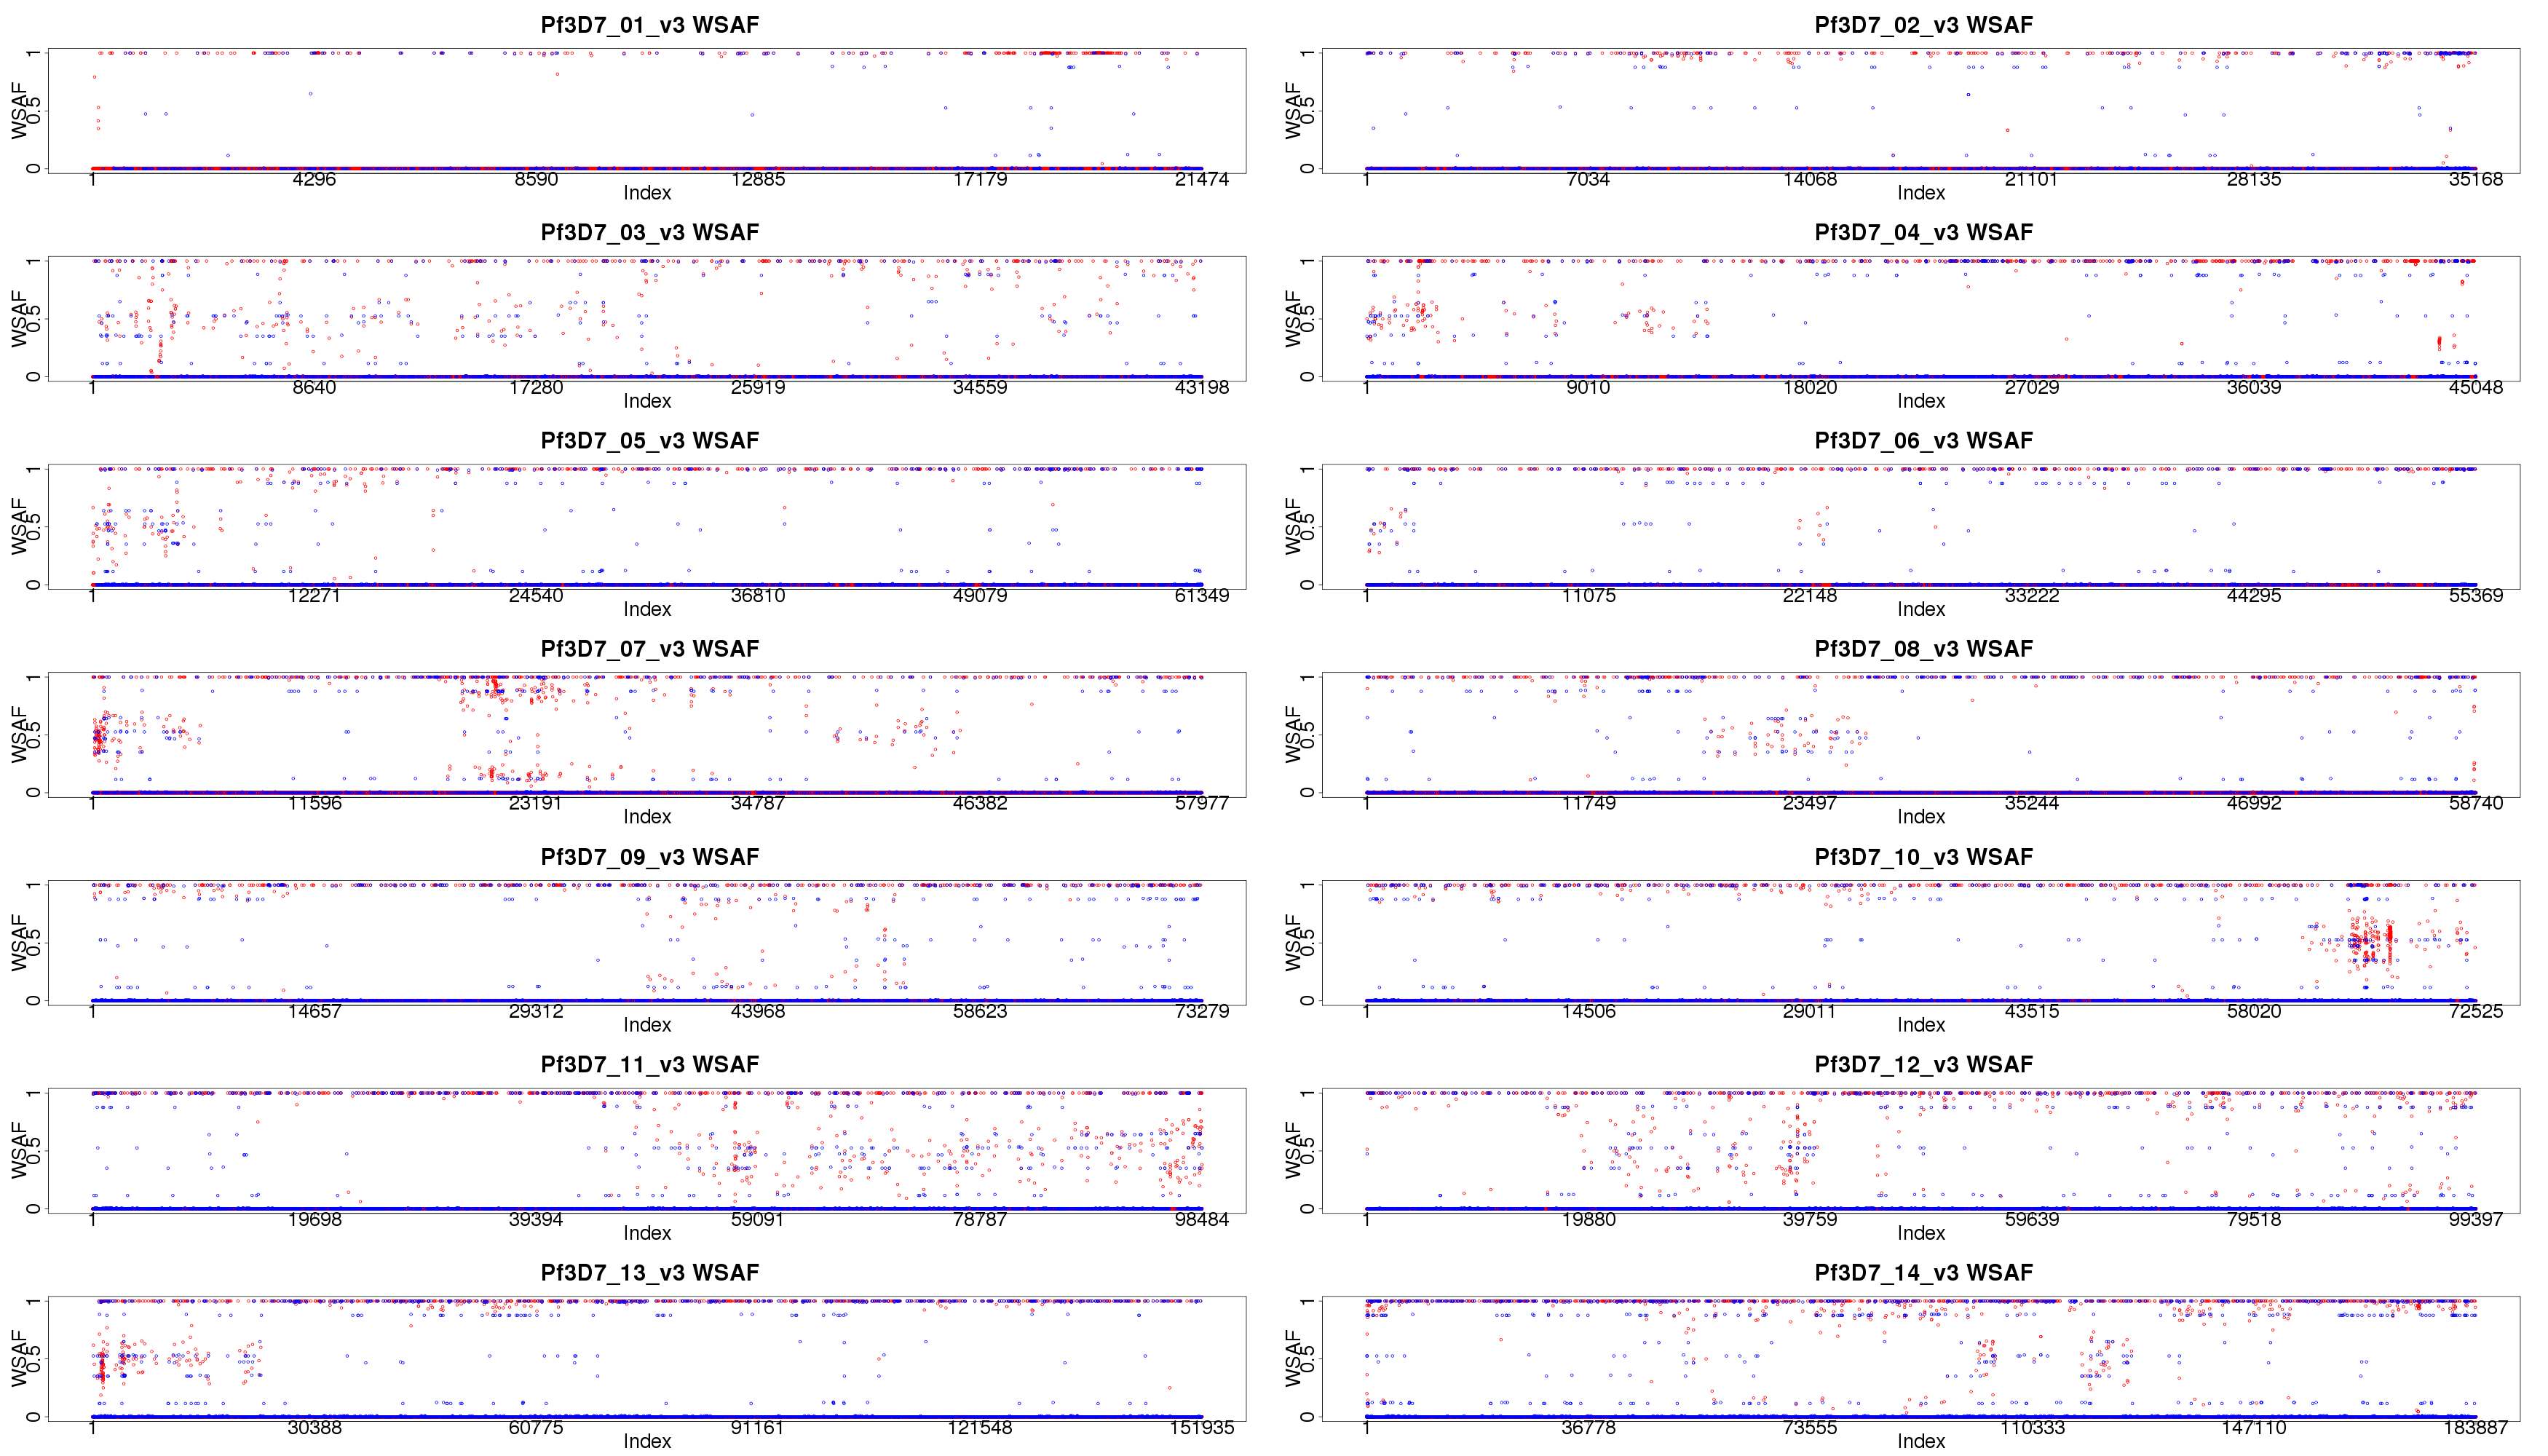 Pf3D7_01_v3 WSAF
WSAF
0 0.5 1
1 4296 8590 12885 17179 21474
Index
Pf3D7_02_v3 WSAF
WSAF
0 0.5 1
1 7034 14068 21101 28135 35168
Index
Pf3D7_03_v3 WSAF
WSAF
0 0.5 1
1 8640 17280 25919 34559 43198
Index
Pf3D7_04_v3 WSAF
WSAF
0 0.5 1
1 9010 18020 27029 36039 45048
Index
Pf3D7_05_v3 WSAF
WSAF
0 0.5 1
1 12271 24540 36810 49079 61349
Index
Pf3D7_06_v3 WSAF
WSAF
0 0.5 1
1 11075 22148 33222 44295 55369
Index
Pf3D7_07_v3 WSAF
WSAF
0 0.5 1
1 11596 23191 34787 46382 57977
Index
Pf3D7_08_v3 WSAF
WSAF
0 0.5 1
1 11749 23497 35244 46992 58740
Index
Pf3D7_09_v3 WSAF
WSAF
0 0.5 1
1 14657 29312 43968 58623 73279
Index
Pf3D7_10_v3 WSAF
WSAF
0 0.5 1
1 14506 29011 43515 58020 72525
Index
Pf3D7_11_v3 WSAF
WSAF
0 0.5 1
1 19698 39394 59091 78787 98484
Index
Pf3D7_12_v3 WSAF
WSAF
0 0.5 1
1 19880 39759 59639 79518 99397
Index
Pf3D7_13_v3 WSAF
WSAF
0 0.5 1
1 30388 60775 91161 121548 151935
Index
Pf3D7_14_v3 WSAF
WSAF
0 0.5 1
1 36778 73555 110333 147110 183887
Index